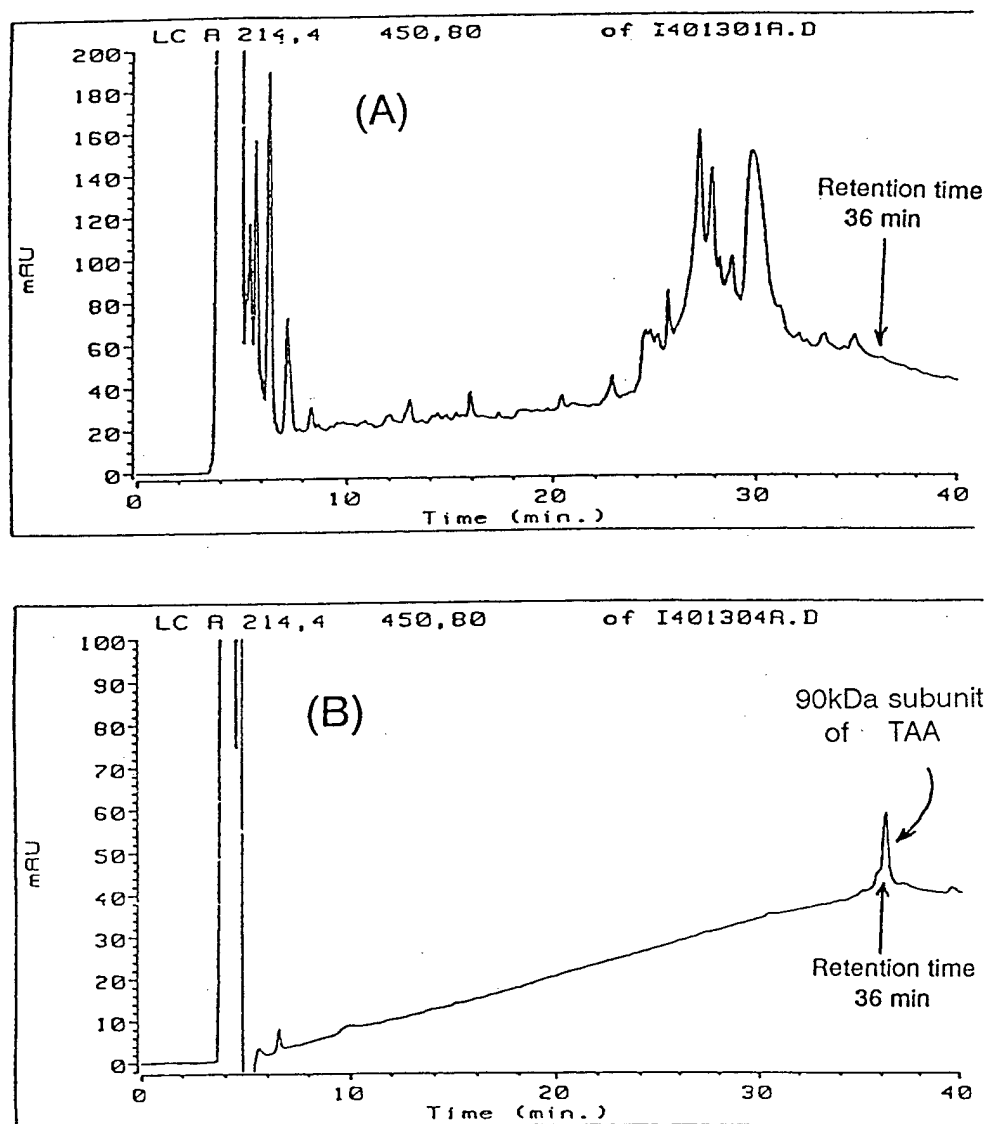 LC A 214,4 450,80 of I401301A.D
200
180
160
140
120
100
80
60
40
20
0
mAU
(A)
Retention time
36 min
0 10 20 30 40
Time (min.)
LC A 214,4 450,80 of I401304A.D
100
90
80
70
60
50
40
30
20
10
0
mAU
(B)
90kDa subunit
of TAA
Retention time
36 min
0 10 20 30 40
Time (min.)